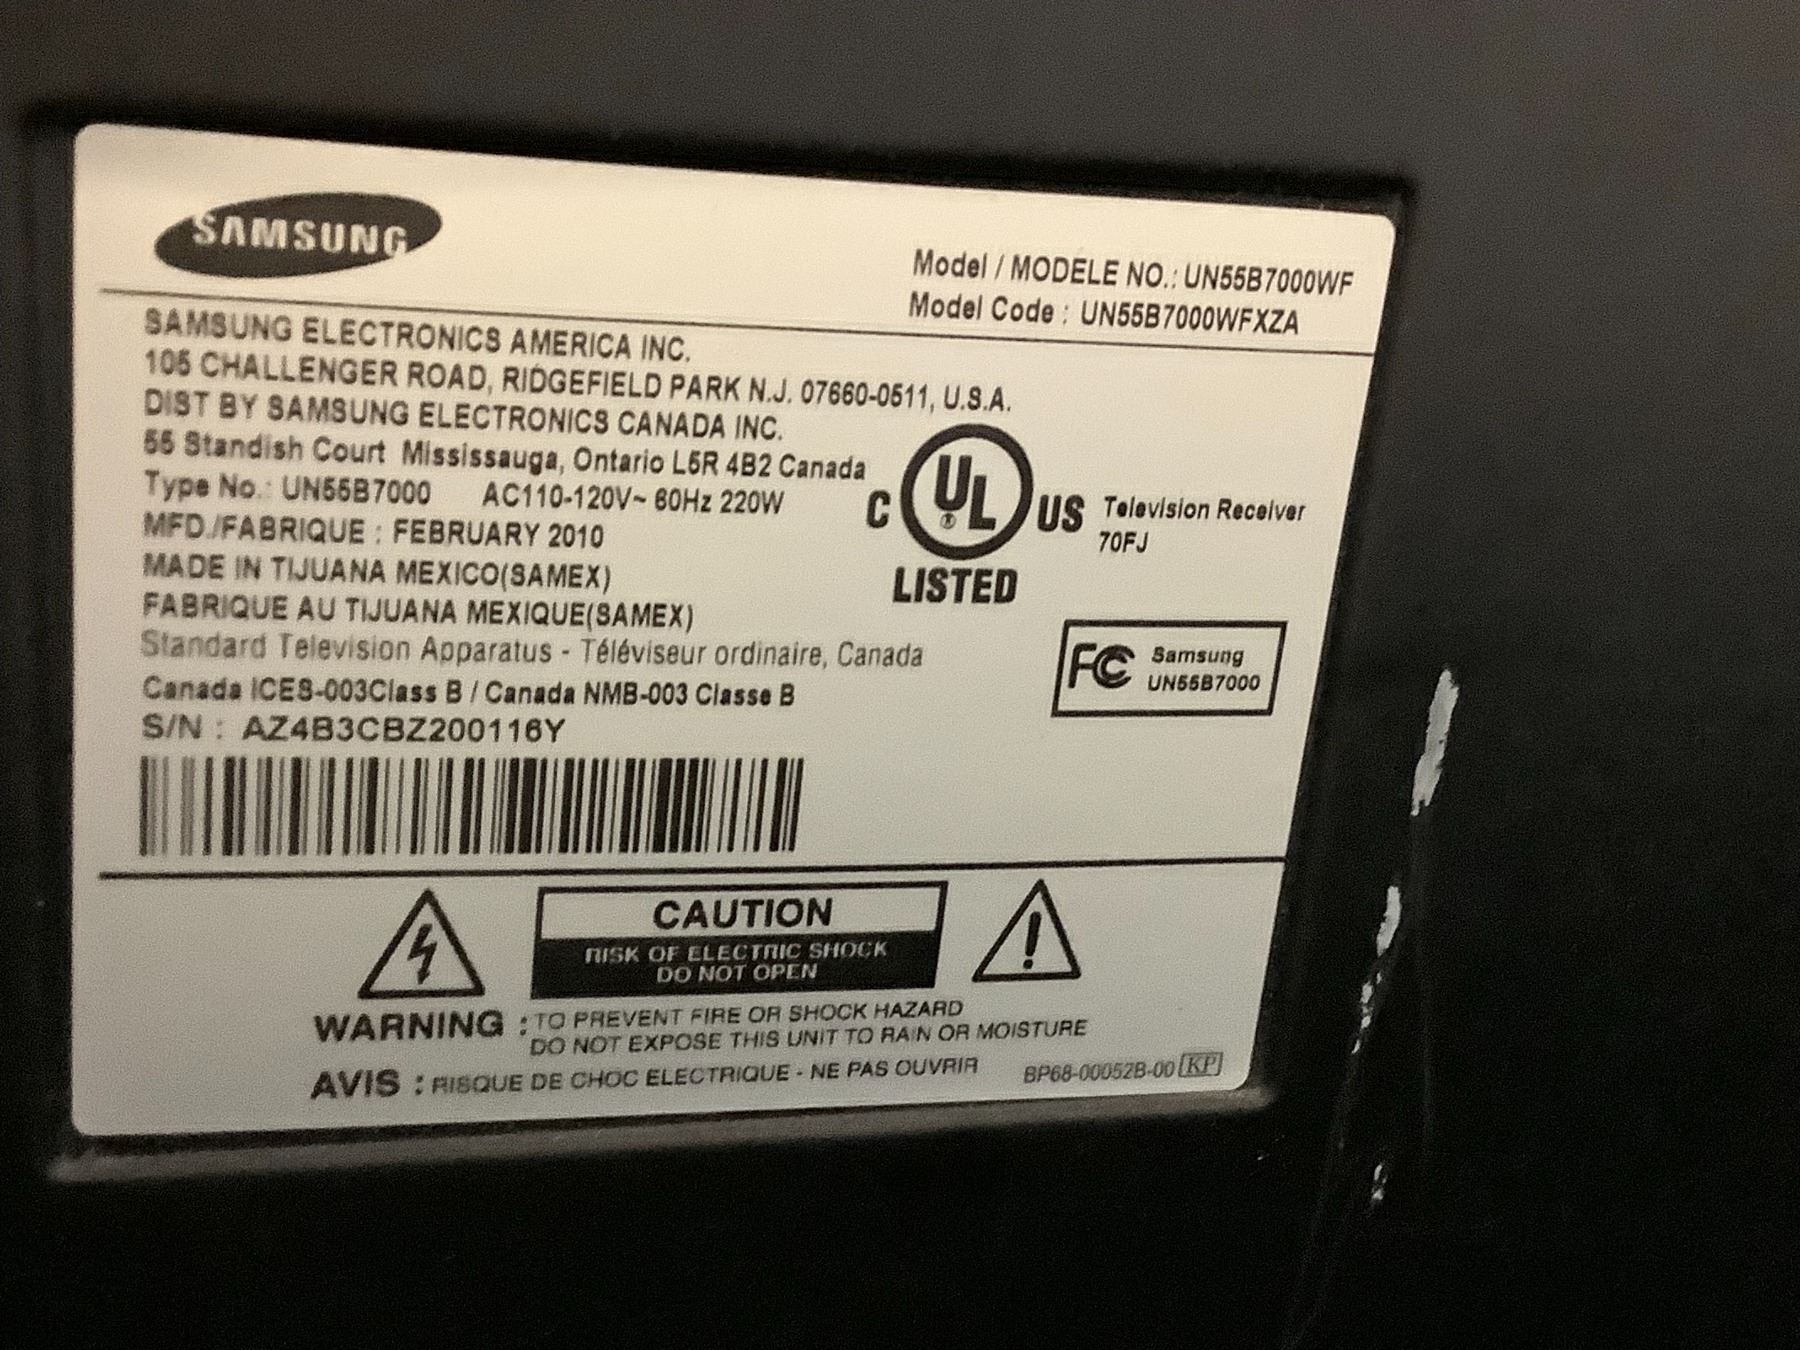 SAMSUNG
Model / MODELE NO.: UN55B7000WF
Model Code : UN55B7000WFXZA
SAMSUNG ELECTRONICS AMERICA INC.
105 CHALLENGER ROAD, RIDGEFIELD PARK N.J. 07660-0511, U.S.A.
DIST BY SAMSUNG ELECTRONICS CANADA INC.
55 Standish Court Mississauga, Ontario L5R 4B2 Canada
Type No.: UN55B7000 AC110-120V~ 60Hz 220W
MFD./FABRIQUE : FEBRUARY 2010
MADE IN TIJUANA MEXICO(SAMEX)
FABRIQUE AU TIJUANA MEXIQUE(SAMEX)
Standard Television Apparatus - Téléviseur ordinaire, Canada
Canada ICES-003Class B / Canada NMB-003 Classe B
S/N : AZ4B3CBZ200116Y
C UL® US
LISTED
Television Receiver
70FJ
FC Samsung
UN55B7000
CAUTION
RISK OF ELECTRIC SHOCK
DO NOT OPEN
WARNING : TO PREVENT FIRE OR SHOCK HAZARD
DO NOT EXPOSE THIS UNIT TO RAIN OR MOISTURE
AVIS : RISQUE DE CHOC ELECTRIQUE - NE PAS OUVRIR
BP68-00052B-00 KP